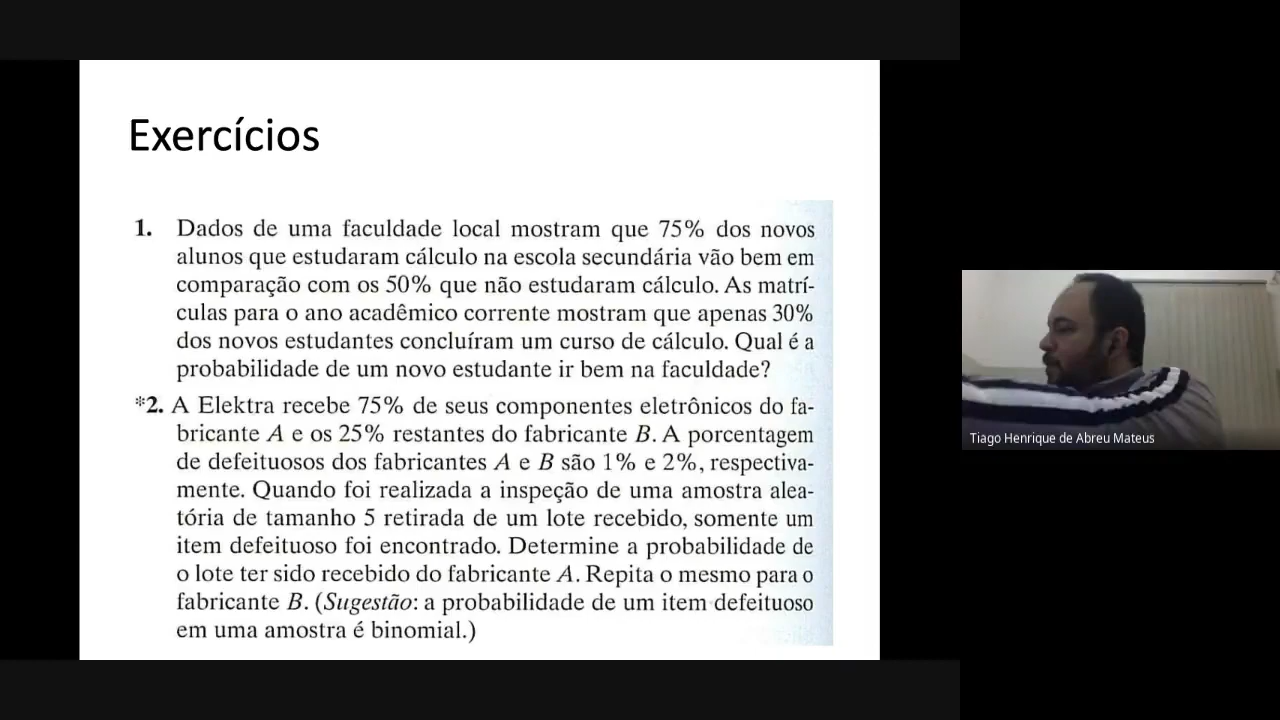 Exercícios
1. Dados de uma faculdade local mostram que 75% dos novos
alunos que estudaram cálculo na escola secundária vão bem em
comparação com os 50% que não estudaram cálculo. As matrí-
culas para o ano acadêmico corrente mostram que apenas 30%
dos novos estudantes concluíram um curso de cálculo. Qual é a
probabilidade de um novo estudante ir bem na faculdade?
*2. A Elektra recebe 75% de seus componentes eletrônicos do fa-
bricante A e os 25% restantes do fabricante B. A porcentagem
de defeituosos dos fabricantes A e B são 1% e 2%, respectiva-
mente. Quando foi realizada a inspeção de uma amostra alea-
tória de tamanho 5 retirada de um lote recebido, somente um
item defeituoso foi encontrado. Determine a probabilidade de
o lote ter sido recebido do fabricante A. Repita o mesmo para o
fabricante B. (Sugestão: a probabilidade de um item defeituoso
em uma amostra é binomial.)
Tiago Henrique de Abreu Mateus